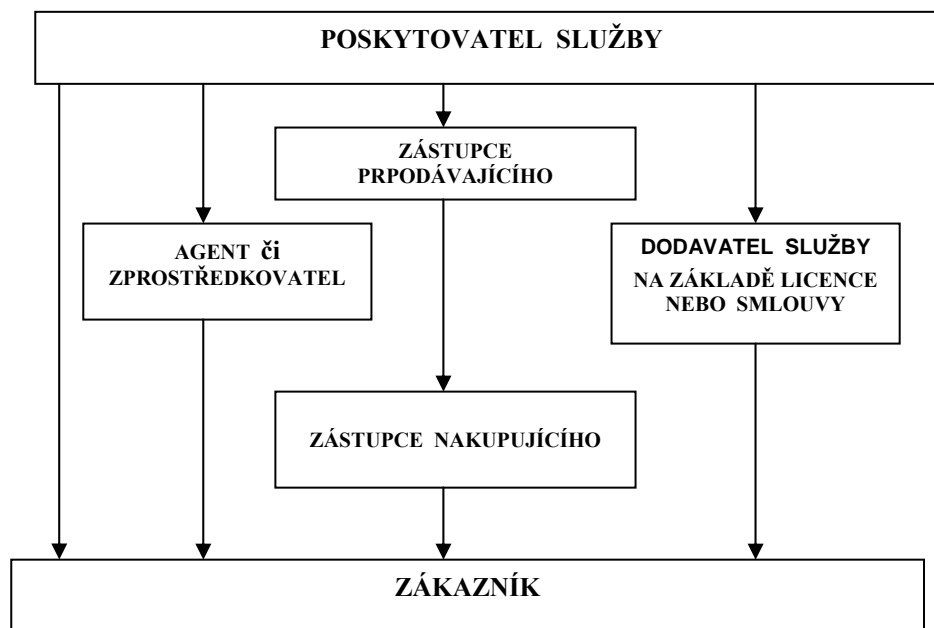 POSKYTOVATEL SLUŽBY
ZÁSTUPCE
PRPODÁVAJÍCÍHO
AGENT či
ZPROSTŘEDKOVATEL
DODAVATEL SLUŽBY
NA ZÁKLADĚ LICENCE
NEBO SMLOUVY
ZÁSTUPCE NAKUPUJÍCÍHO
ZÁKAZNÍK